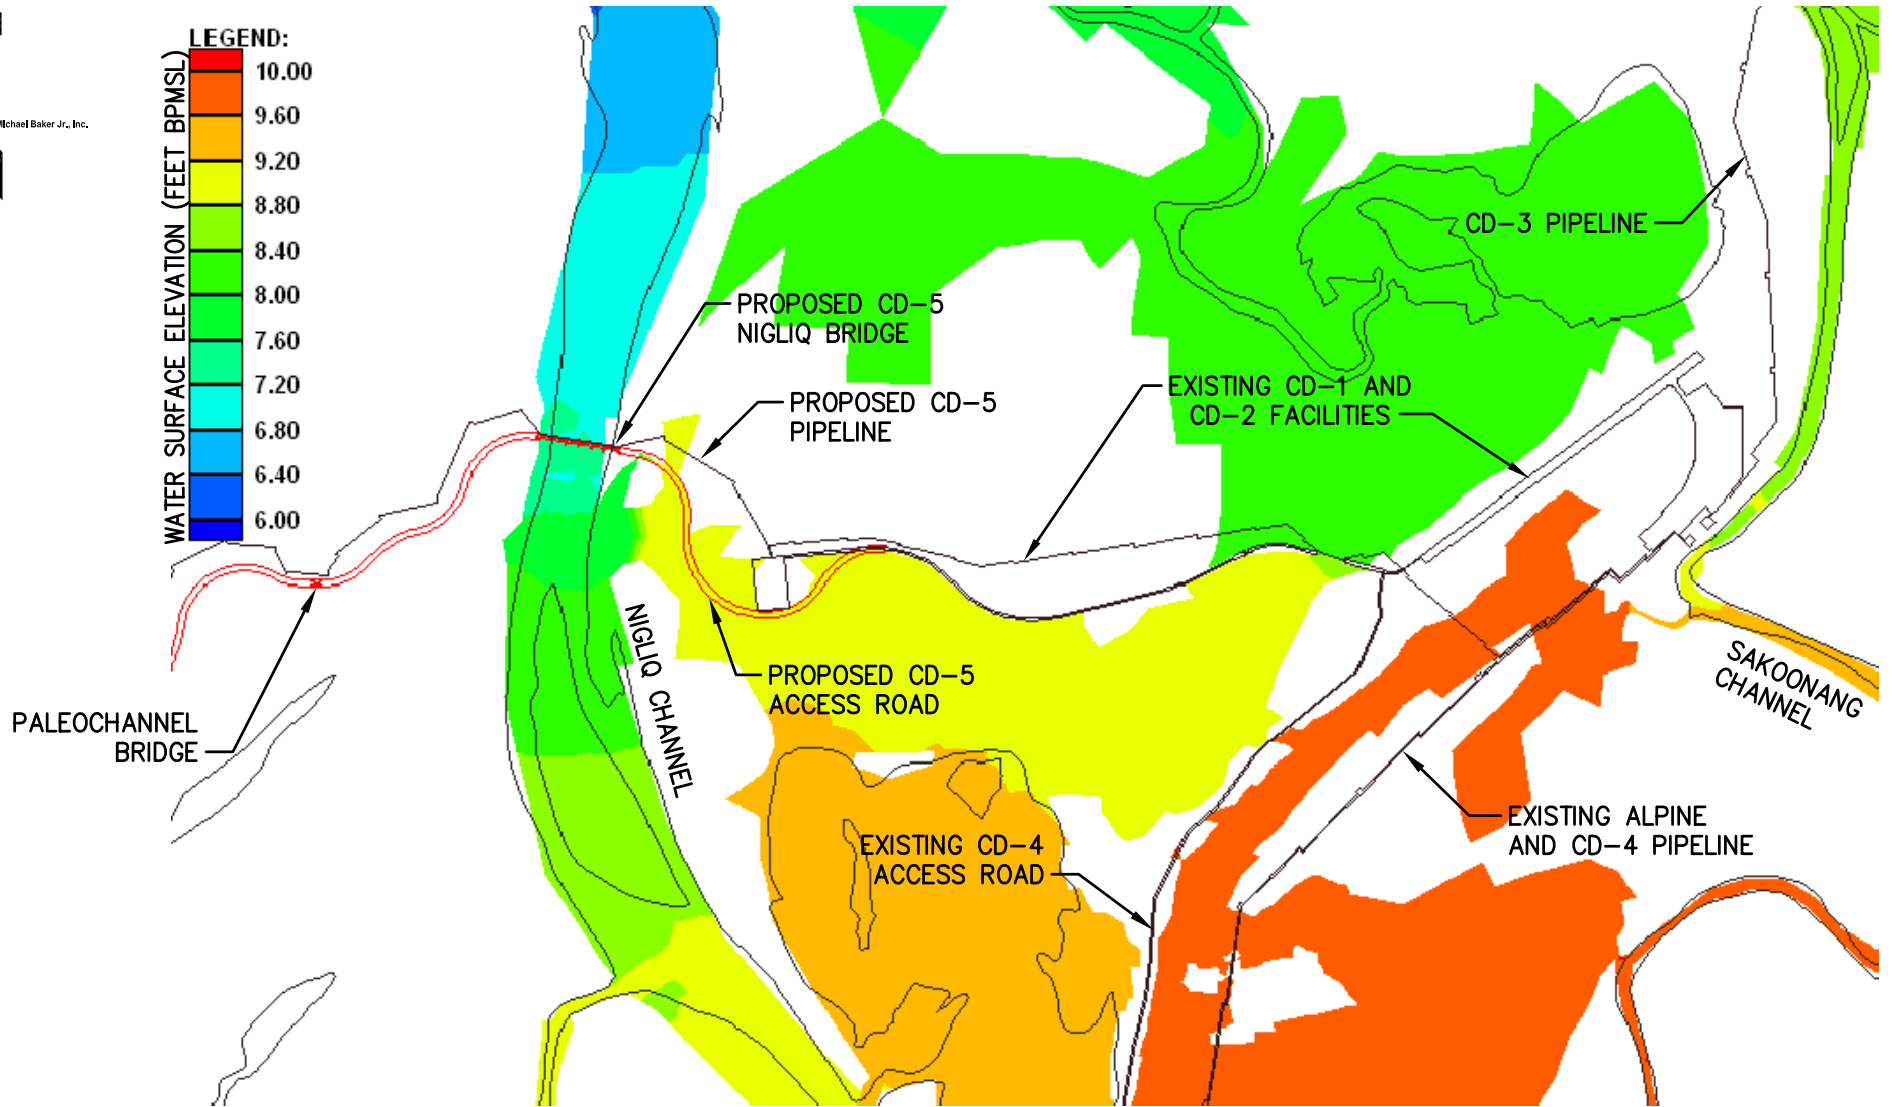 LEGEND:
WATER SURFACE ELEVATION (FEET BPMSL)
10.00
9.60
9.20
8.80
8.40
8.00
7.60
7.20
6.80
6.40
6.00
Michael Baker Jr., Inc.
CD-3 PIPELINE
PROPOSED CD-5
NIGLIQ BRIDGE
PROPOSED CD-5
PIPELINE
EXISTING CD-1 AND
CD-2 FACILITIES
NIGLIQ CHANNEL
PROPOSED CD-5
ACCESS ROAD
SAKOONANG
CHANNEL
PALEOCHANNEL
BRIDGE
EXISTING CD-4
ACCESS ROAD
EXISTING ALPINE
AND CD-4 PIPELINE